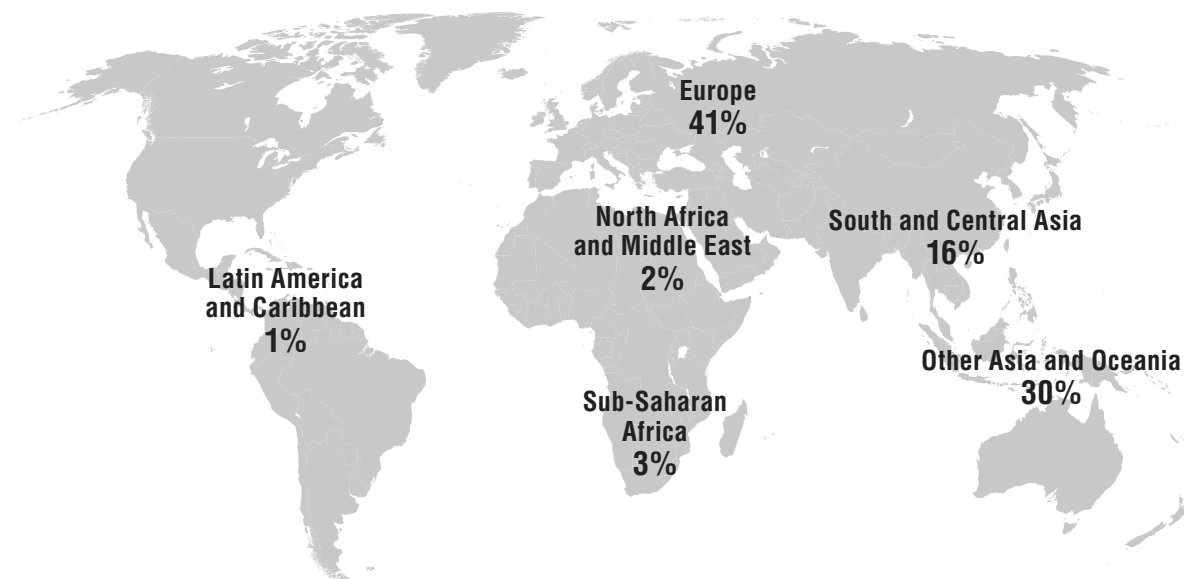 Europe
41%
North Africa
and Middle East
2%
South and Central Asia
16%
Latin America
and Caribbean
1%
Other Asia and Oceania
30%
Sub-Saharan
Africa
3%